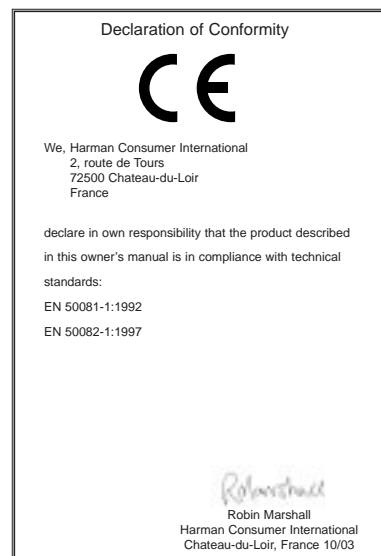 Declaration of Conformity
CE
We, Harman Consumer International
2, route de Tours
72500 Chateau-du-Loir
France
declare in own responsibility that the product described
in this owner's manual is in compliance with technical
standards:
EN 50081-1:1992
EN 50082-1:1997
Robin Marshall
Harman Consumer International
Chateau-du-Loir, France 10/03